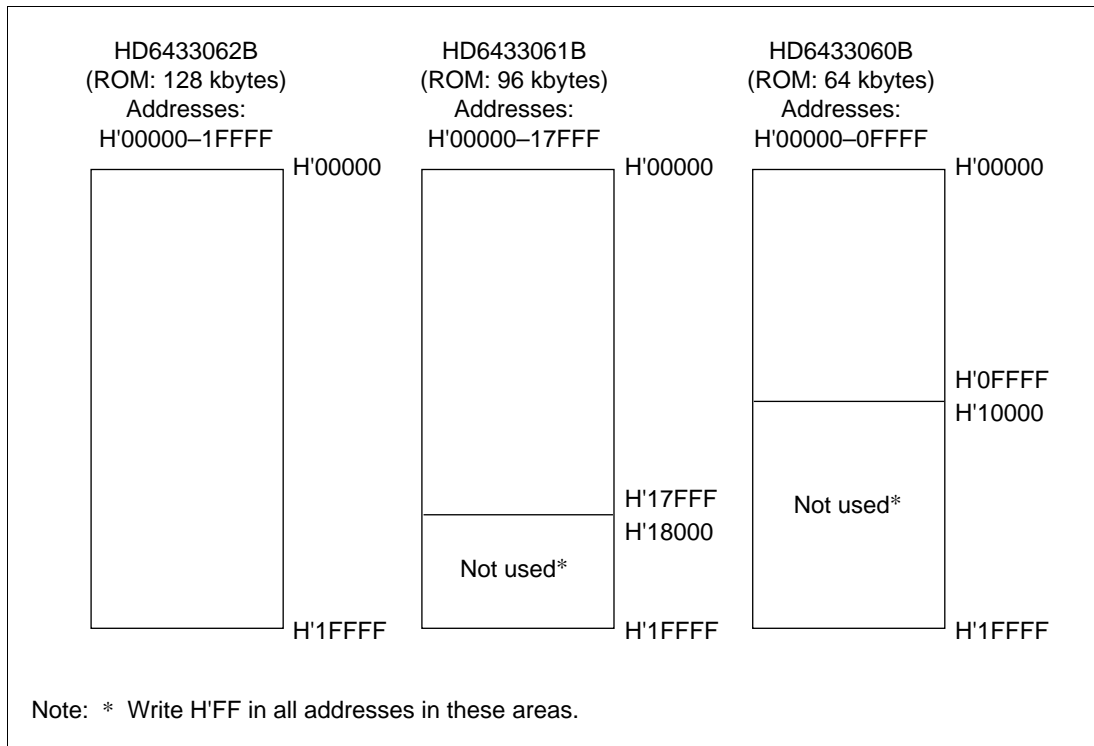 HD6433062B
(ROM: 128 kbytes)
Addresses:
H'00000–1FFFF
H'00000
H'1FFFF
HD6433061B
(ROM: 96 kbytes)
Addresses:
H'00000–17FFF
H'00000
H'17FFF
H'18000
Not used*
H'1FFFF
HD6433060B
(ROM: 64 kbytes)
Addresses:
H'00000–0FFFF
H'00000
H'0FFFF
H'10000
Not used*
H'1FFFF
Note: * Write H'FF in all addresses in these areas.